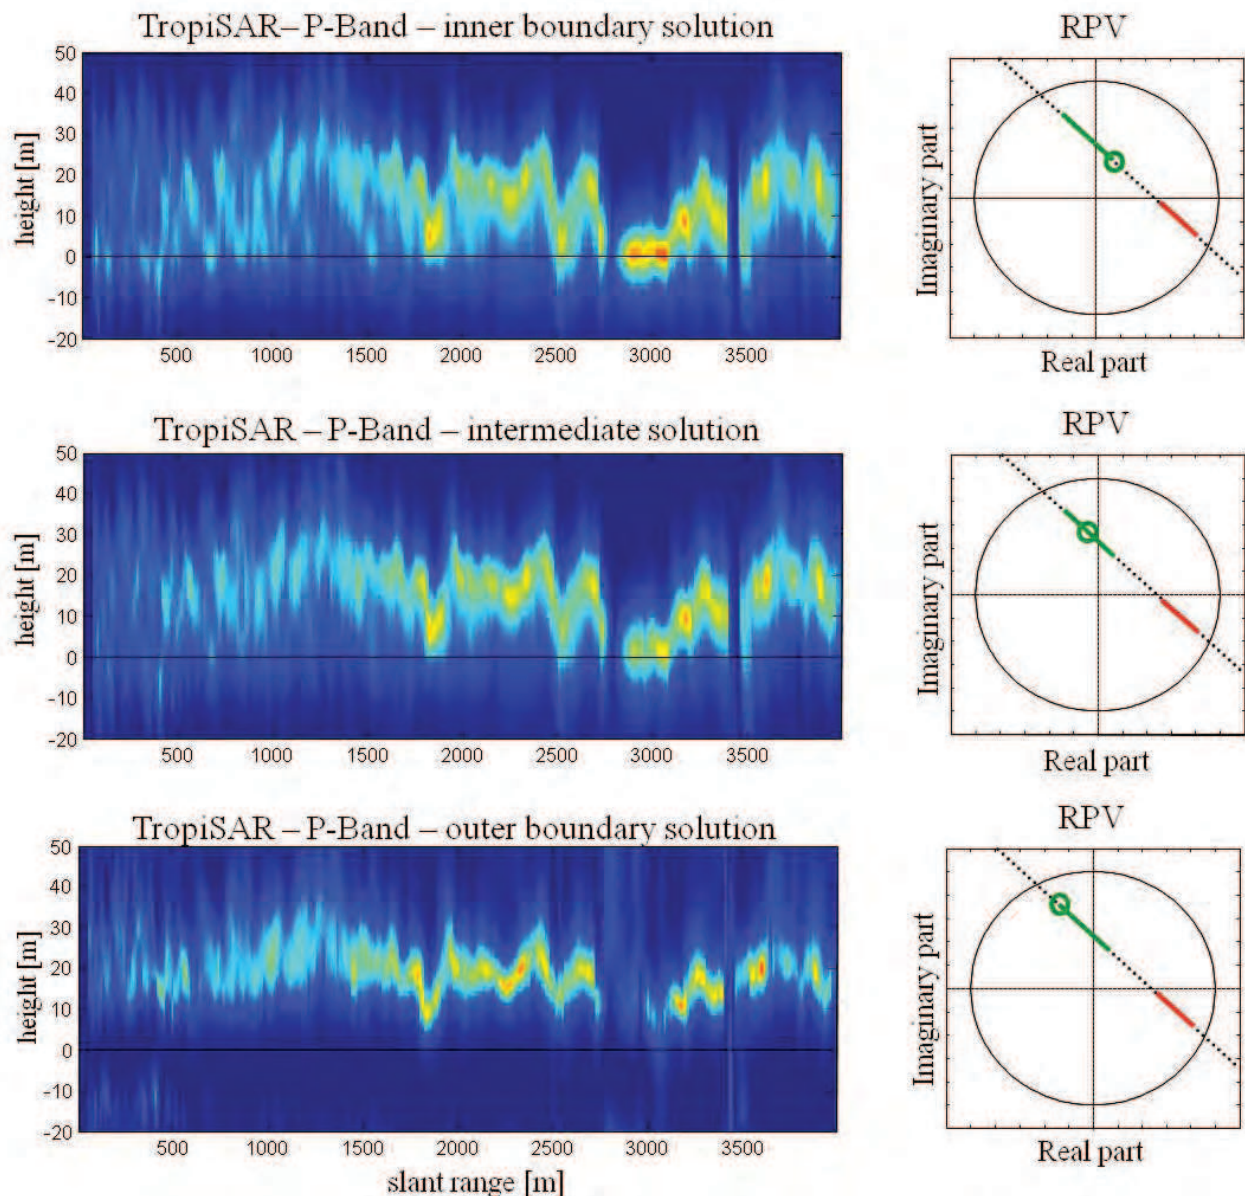 TropiSAR– P-Band – inner boundary solution
RPV
height [m]
50
40
30
20
10
0
-10
-20
500 1000 1500 2000 2500 3000 3500
Imaginary part
Real part
TropiSAR – P-Band – intermediate solution
RPV
height [m]
50
40
30
20
10
0
-10
-20
500 1000 1500 2000 2500 3000 3500
Imaginary part
Real part
TropiSAR – P-Band – outer boundary solution
RPV
height [m]
50
40
30
20
10
0
-10
-20
500 1000 1500 2000 2500 3000 3500
slant range [m]
Imaginary part
Real part